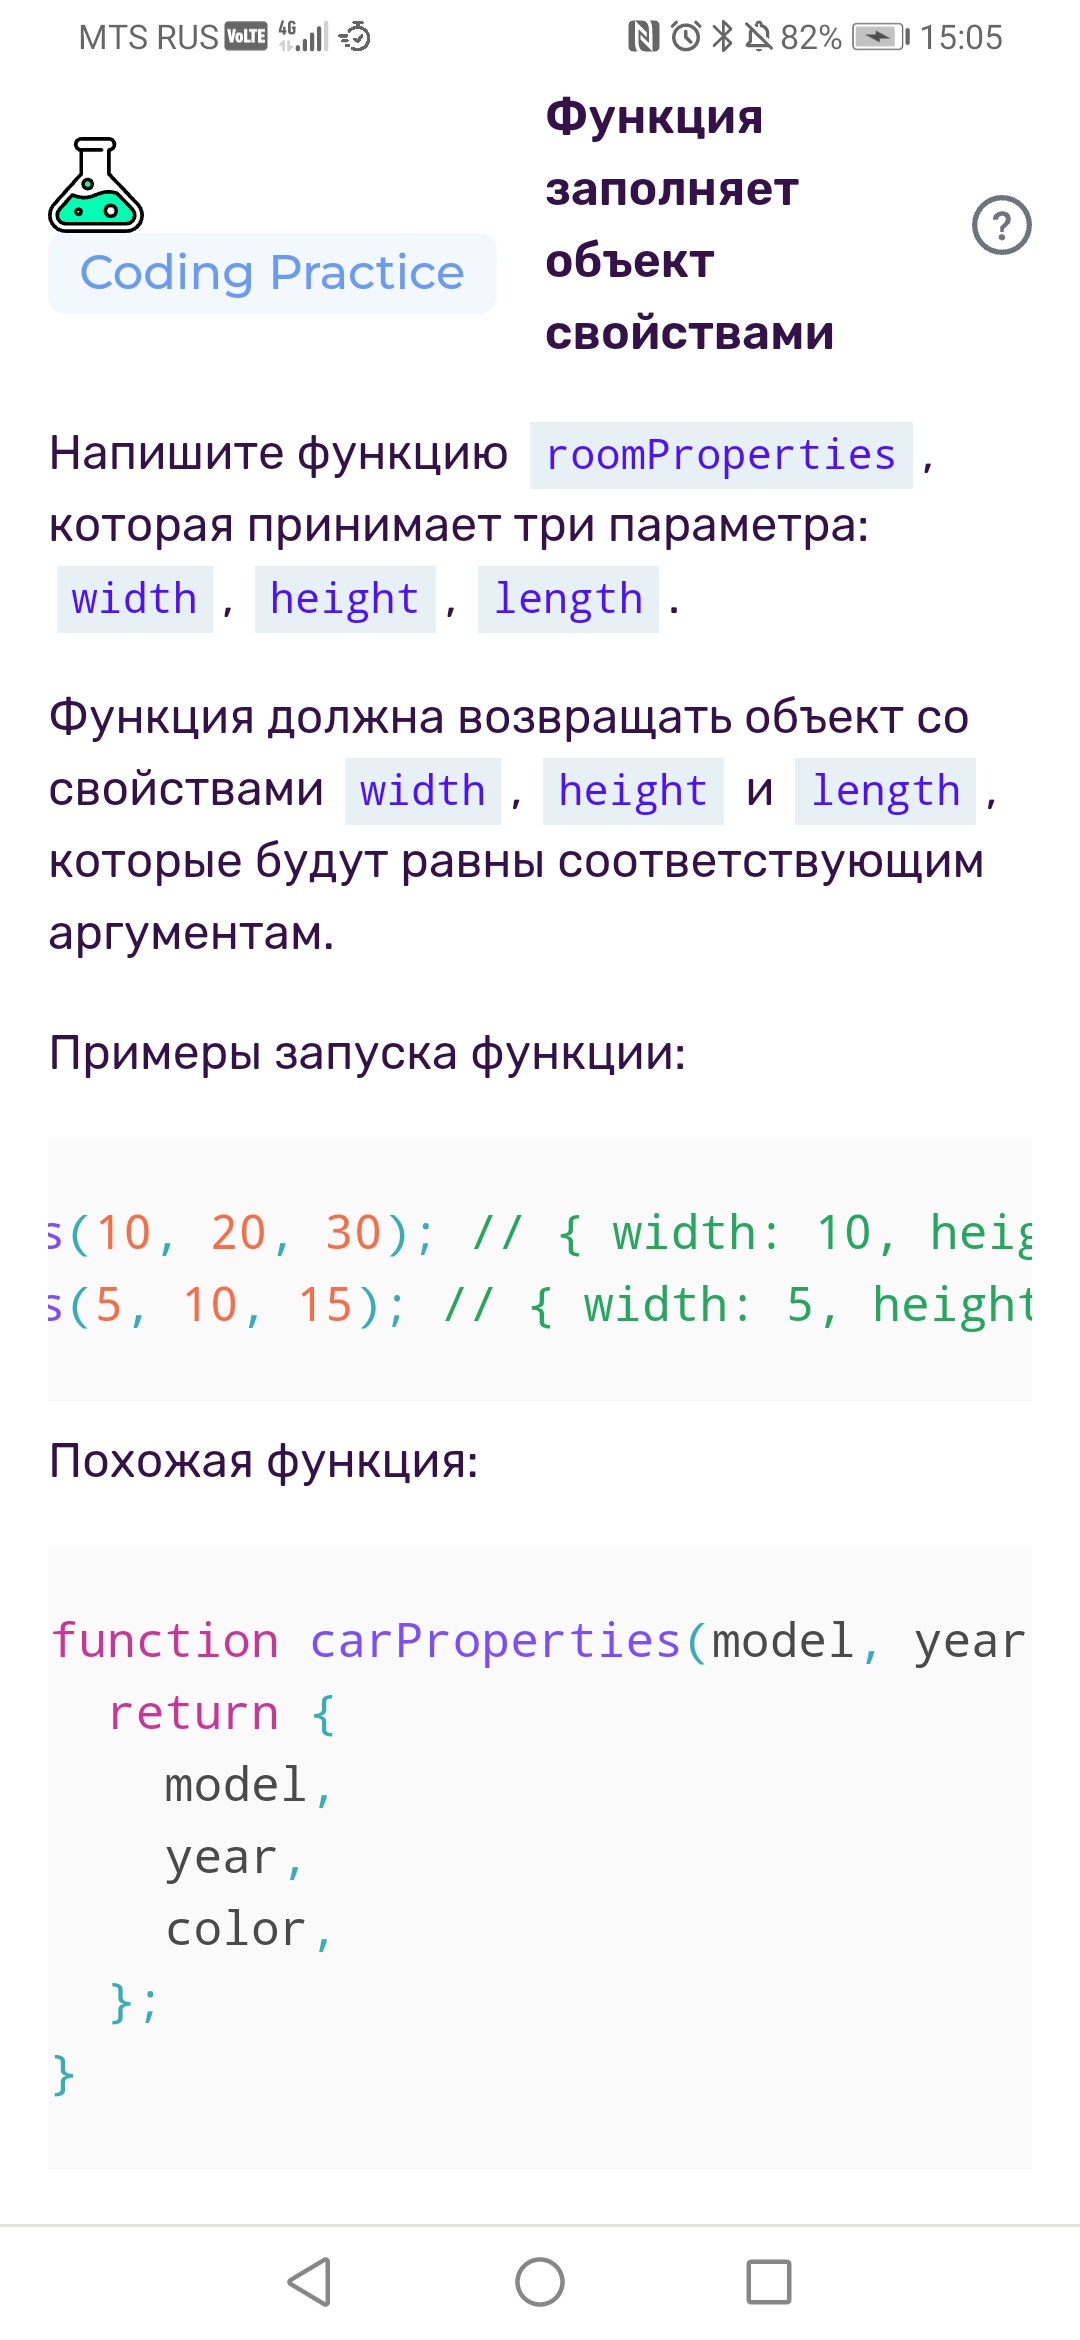 MTS RUS VoLTE 4G 82% 15:05
Coding Practice
Функция
заполняет
объект
свойствами
?
Напишите функцию roomProperties,
которая принимает три параметра:
width, height, length.
Функция должна возвращать объект со
свойствами width, height и length,
которые будут равны соответствующим
аргументам.
Примеры запуска функции:
s(10, 20, 30); // { width: 10, heig
s(5, 10, 15); // { width: 5, height
Похожая функция:
function carProperties(model, year
return {
model,
year,
color,
};
}